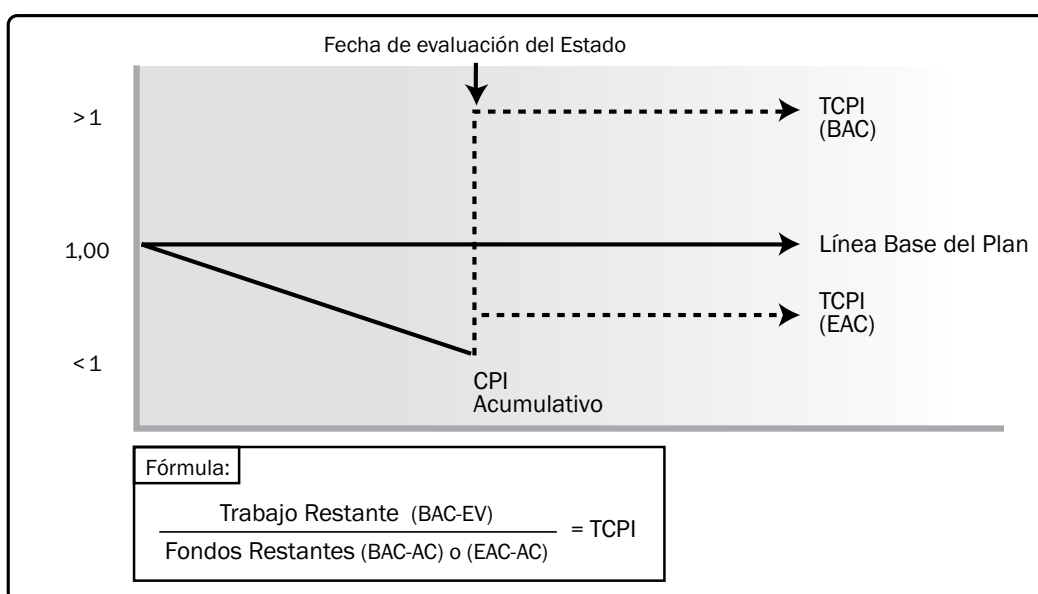 Fecha de evaluación del Estado
>1
TCPI
(BAC)
1,00
Línea Base del Plan
TCPI
(EAC)
<1
CPI
Acumulativo
Fórmula:
Trabajo Restante (BAC-EV)
= TCPI
Fondos Restantes (BAC-AC) o (EAC-AC)